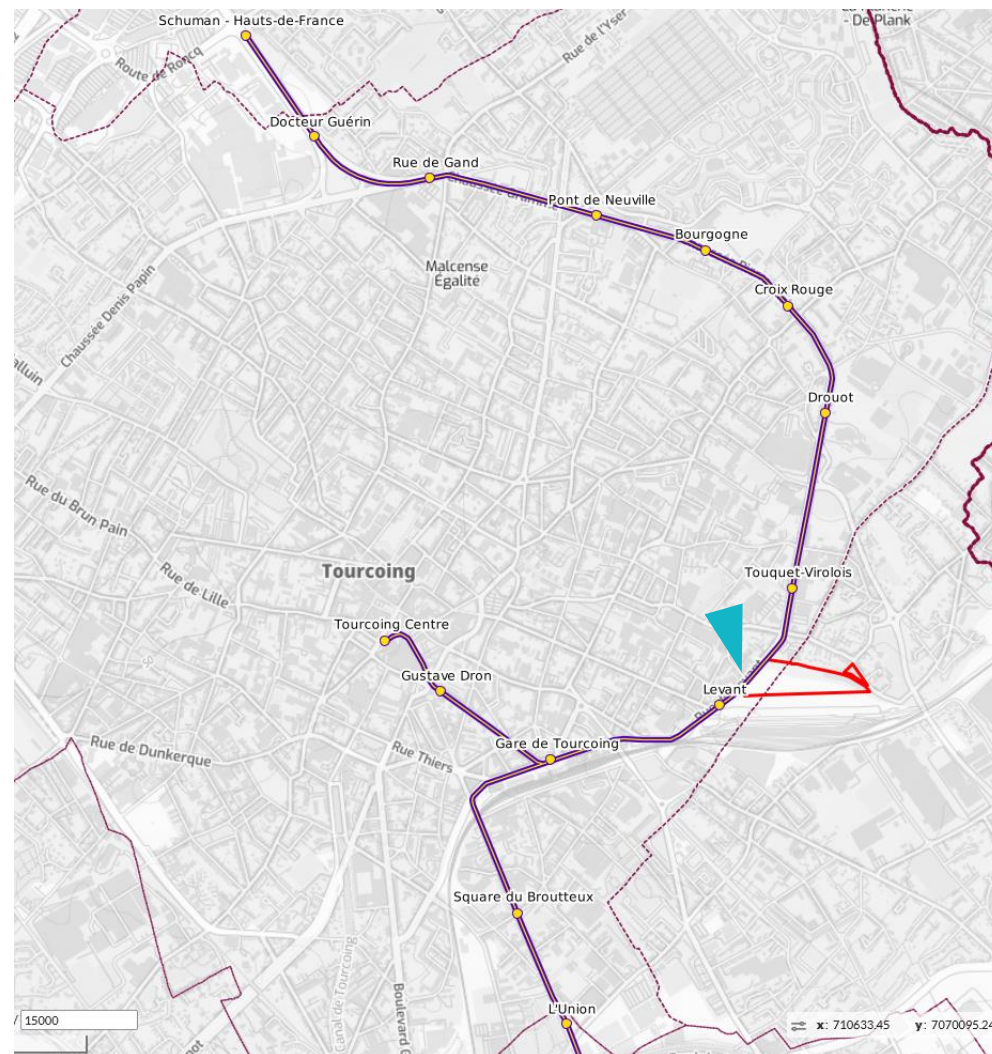 Schuman - Hauts-de-France
- De Plank
Rue de l'Yser
Route de Roncq
Docteur Guérin
Rue de Gand
Pont de Neuville
Bourgogne
Malcense
Égalité
Croix Rouge
Chaussée Denis Papin
Drouot
Rue du Brun Pain
Touquet-Virolois
Tourcoing
Rue de Lille
Tourcoing Centre
Gustave Dron
Levant
Gare de Tourcoing
Rue de Dunkerque
Rue Thiers
Square du Broutteux
Canal de Tourcoing
L'Union
15000
x: 710633.45 y: 7070095.24